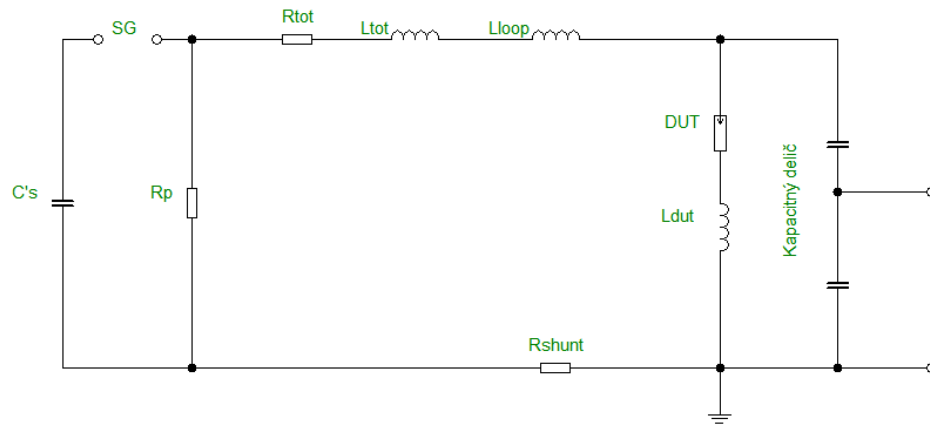 SG
Rtot
Ltot
Lloop
DUT
C's
Rp
Ldut
Kapacitný delič
Rshunt